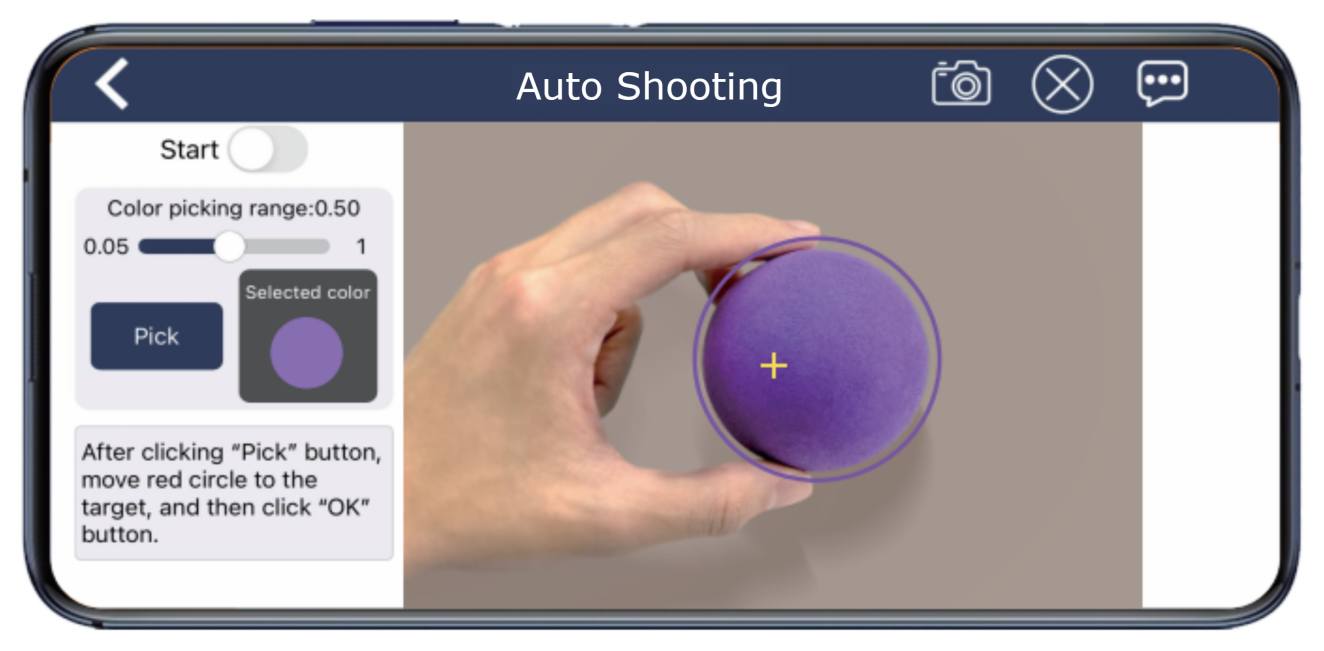 Auto Shooting
Start
Color picking range:0.50
0.05 1
Selected color
Pick
After clicking “Pick” button,
move red circle to the
target, and then click “OK”
button.